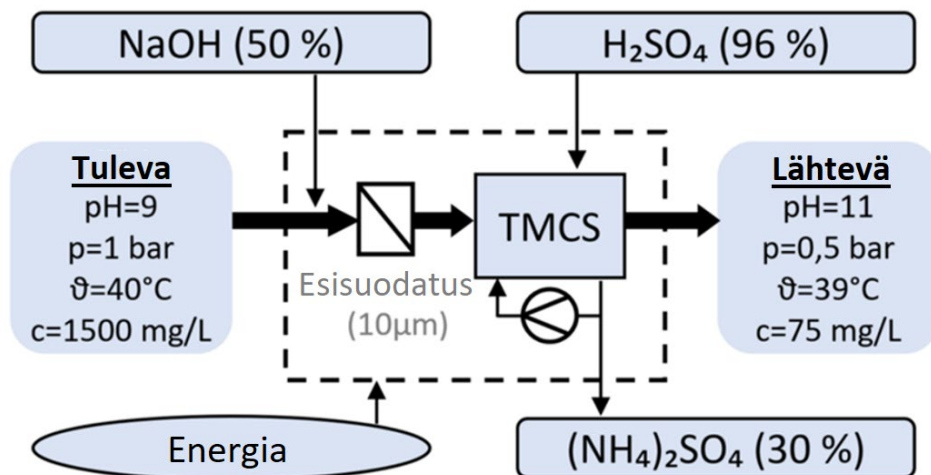 NaOH (50 %)
H₂SO₄ (96 %)
Tuleva
pH=9
p=1 bar
ϑ=40°C
c=1500 mg/L
Esisuodatus
(10µm)
TMCS
Lähtevä
pH=11
p=0,5 bar
ϑ=39°C
c=75 mg/L
Energia
(NH₄)₂SO₄ (30 %)